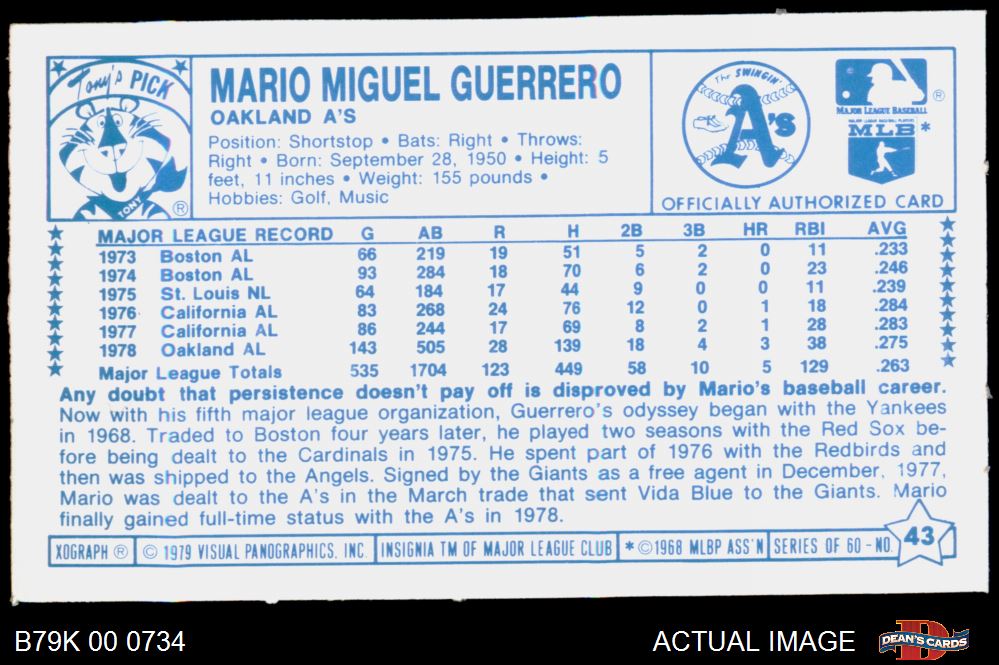 Tony's PICK
TONY ®
MARIO MIGUEL GUERRERO
OAKLAND A'S
Position: Shortstop • Bats: Right • Throws:
Right • Born: September 28, 1950 • Height: 5
feet, 11 inches • Weight: 155 pounds •
Hobbies: Golf, Music
The SWINGIN' A's
MAJOR LEAGUE BASEBALL ®
MAJOR LEAGUE BASEBALL PLAYERS
MLB *
OFFICIALLY AUTHORIZED CARD
MAJOR LEAGUE RECORD G AB R H 2B 3B HR RBI AVG
1973 Boston AL 66 219 19 51 5 2 0 11 .233
1974 Boston AL 93 284 18 70 6 2 0 23 .246
1975 St. Louis NL 64 184 17 44 9 0 0 11 .239
1976 California AL 83 268 24 76 12 0 1 18 .284
1977 California AL 86 244 17 69 8 2 1 28 .283
1978 Oakland AL 143 505 28 139 18 4 3 38 .275
Major League Totals 535 1704 123 449 58 10 5 129 .263
Any doubt that persistence doesn't pay off is disproved by Mario's baseball career.
Now with his fifth major league organization, Guerrero's odyssey began with the Yankees
in 1968. Traded to Boston four years later, he played two seasons with the Red Sox be-
fore being dealt to the Cardinals in 1975. He spent part of 1976 with the Redbirds and
then was shipped to the Angels. Signed by the Giants as a free agent in December, 1977,
Mario was dealt to the A's in the March trade that sent Vida Blue to the Giants. Mario
finally gained full-time status with the A's in 1978.
XOGRAPH ® © 1979 VISUAL PANOGRAPHICS, INC. INSIGNIA TM OF MAJOR LEAGUE CLUB * © 1968 MLBP ASS'N SERIES OF 60 - NO. 43
B79K 00 0734 ACTUAL IMAGE DEAN'S CARDS